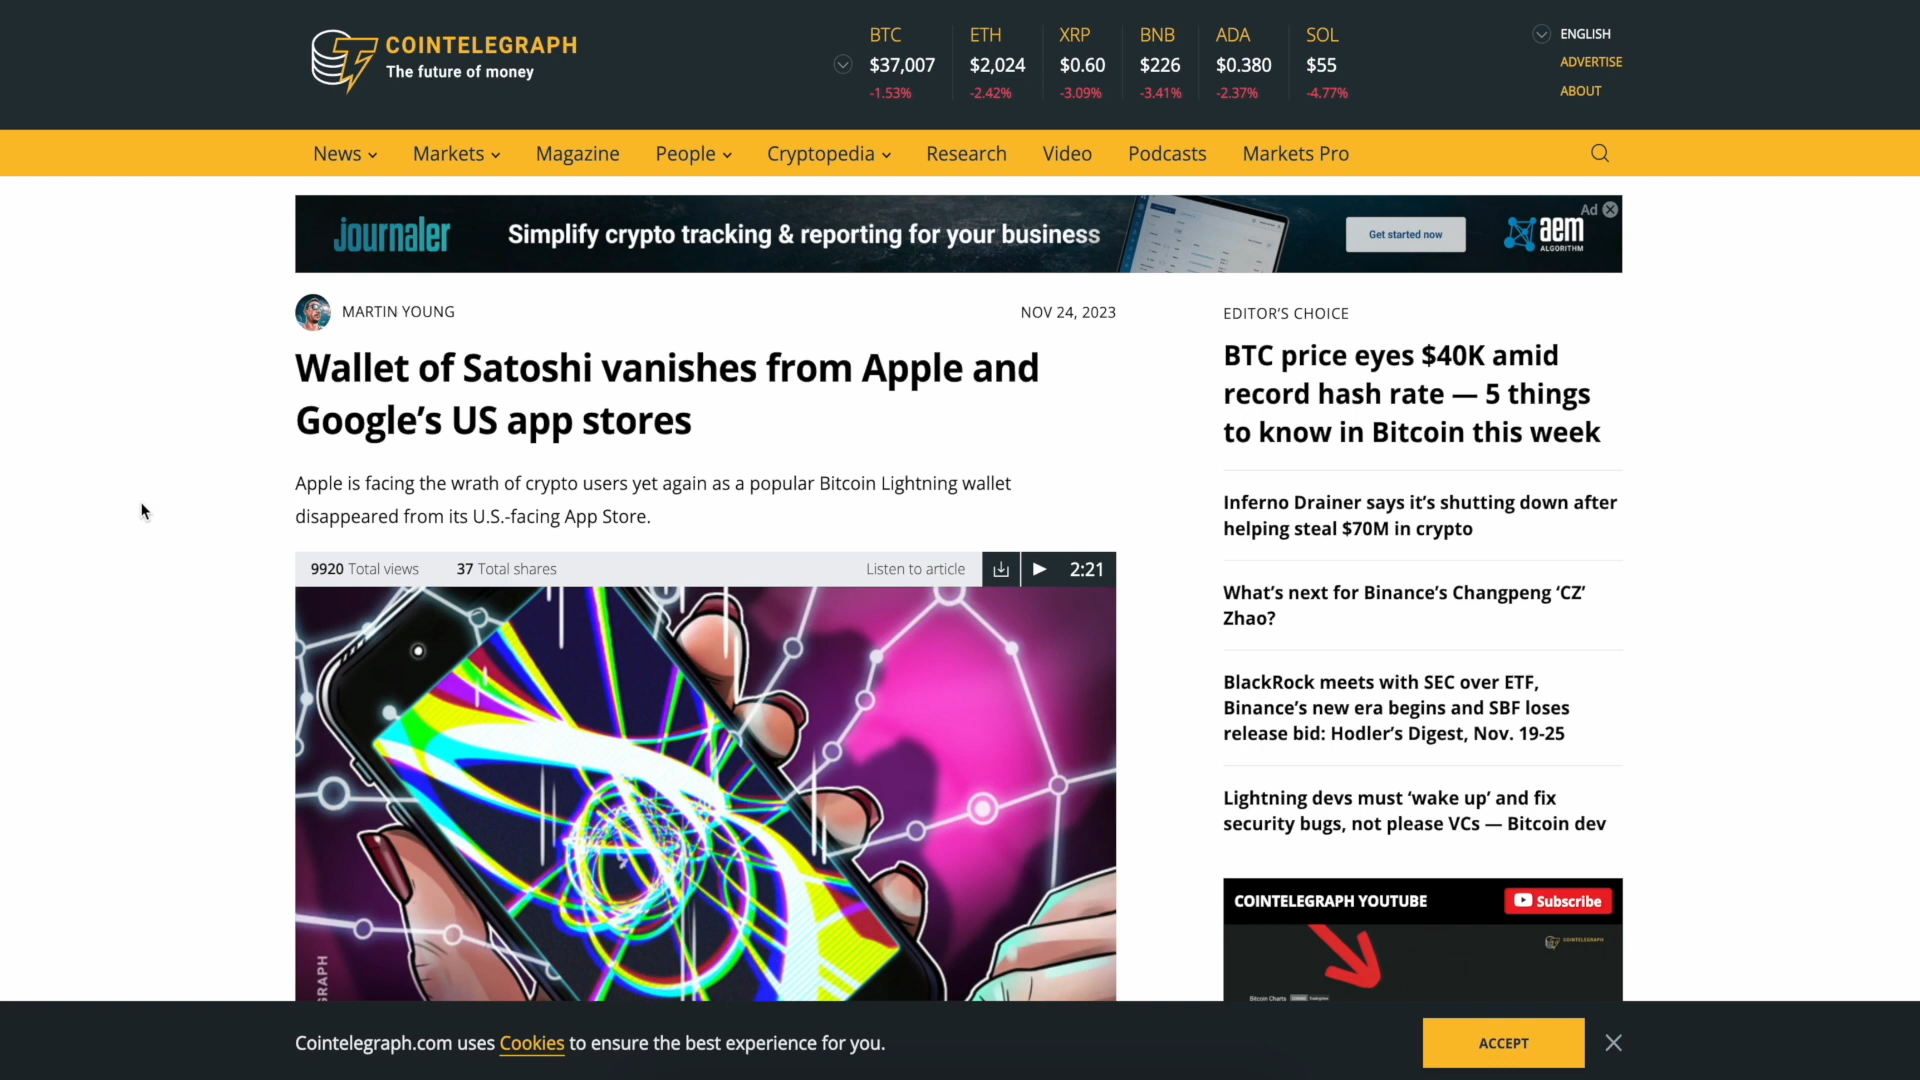 COINTELEGRAPH
The future of money
BTC
$37,007
-1.53%
ETH
$2,024
-2.42%
XRP
$0.60
-3.09%
BNB
$226
-3.41%
ADA
$0.380
-2.37%
SOL
$55
-4.77%
ENGLISH
ADVERTISE
ABOUT
News
Markets
Magazine
People
Cryptopedia
Research
Video
Podcasts
Markets Pro
journaler
Simplify crypto tracking & reporting for your business
Get started now
aem
ALGORITHM
Ad
MARTIN YOUNG
NOV 24, 2023
Wallet of Satoshi vanishes from Apple and
Google's US app stores
Apple is facing the wrath of crypto users yet again as a popular Bitcoin Lightning wallet
disappeared from its U.S.-facing App Store.
9920 Total views
37 Total shares
Listen to article
2:21
GRAPH
EDITOR'S CHOICE
BTC price eyes $40K amid
record hash rate — 5 things
to know in Bitcoin this week
Inferno Drainer says it's shutting down after
helping steal $70M in crypto
What's next for Binance's Changpeng 'CZ'
Zhao?
BlackRock meets with SEC over ETF,
Binance's new era begins and SBF loses
release bid: Hodler's Digest, Nov. 19-25
Lightning devs must 'wake up' and fix
security bugs, not please VCs — Bitcoin dev
COINTELEGRAPH YOUTUBE
Subscribe
COINTELEGRAPH
Bitcoin Charts
Cointelegraph.com uses Cookies to ensure the best experience for you.
ACCEPT